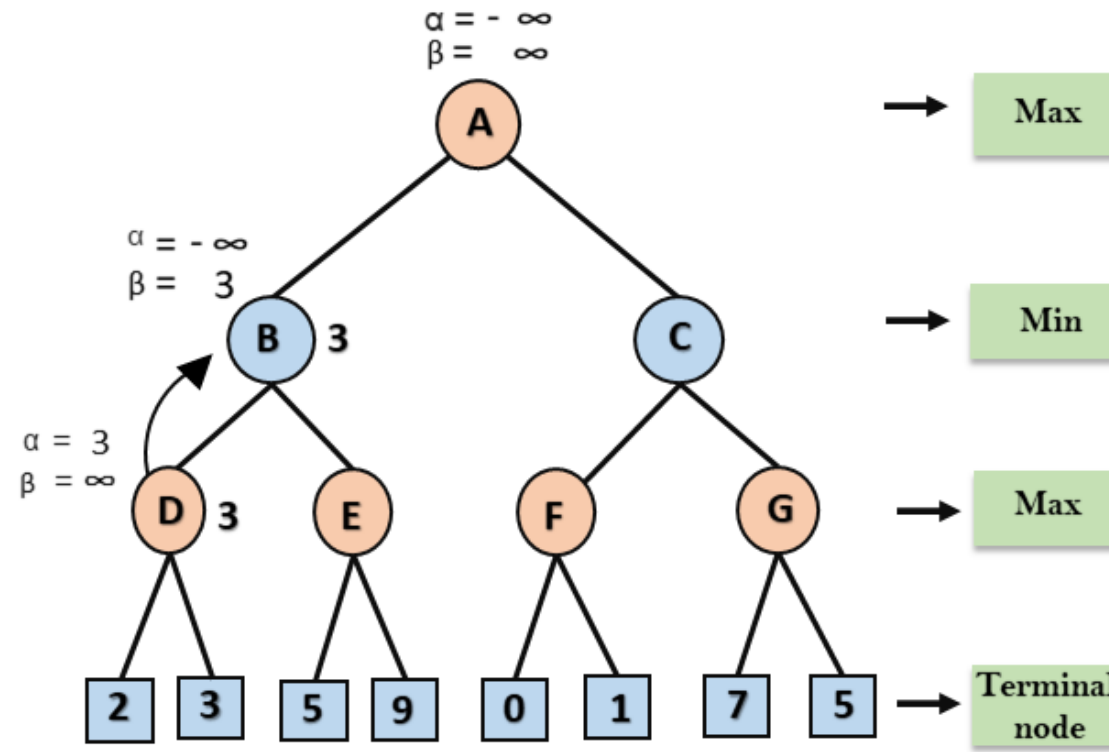 α = - ∞
β = ∞
A
Max
α = - ∞
β = 3
B
3
C
Min
α = 3
β = ∞
D
3
E
F
G
Max
2
3
5
9
0
1
7
5
Terminal
node